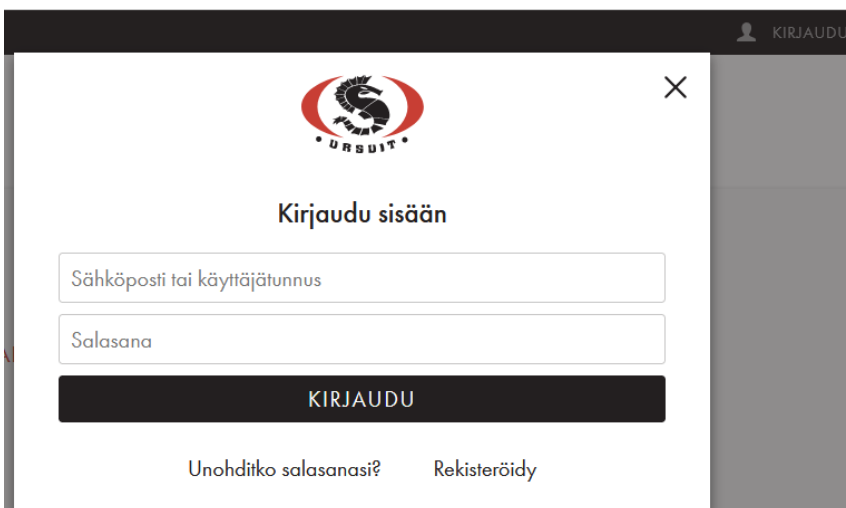 KIRJAUDU
• URSUIT •
Kirjaudu sisään
Sähköposti tai käyttäjätunnus
Salasana
KIRJAUDU
Unohditko salasanasi? Rekisteröidy